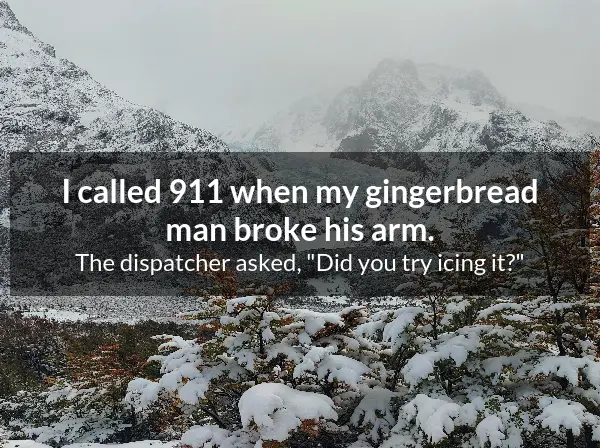 I called 911 when my gingerbread
man broke his arm.
The dispatcher asked, "Did you try icing it?"